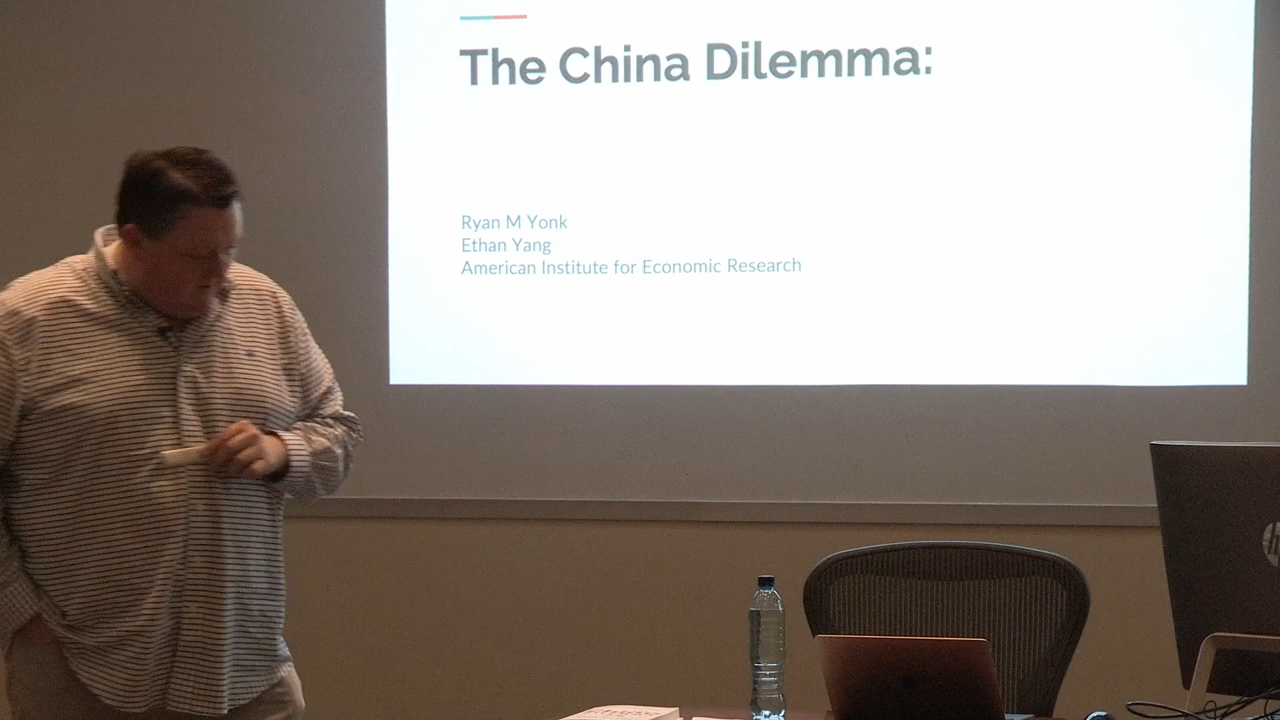 The China Dilemma:
Ryan M Yonk
Ethan Yang
American Institute for Economic Research